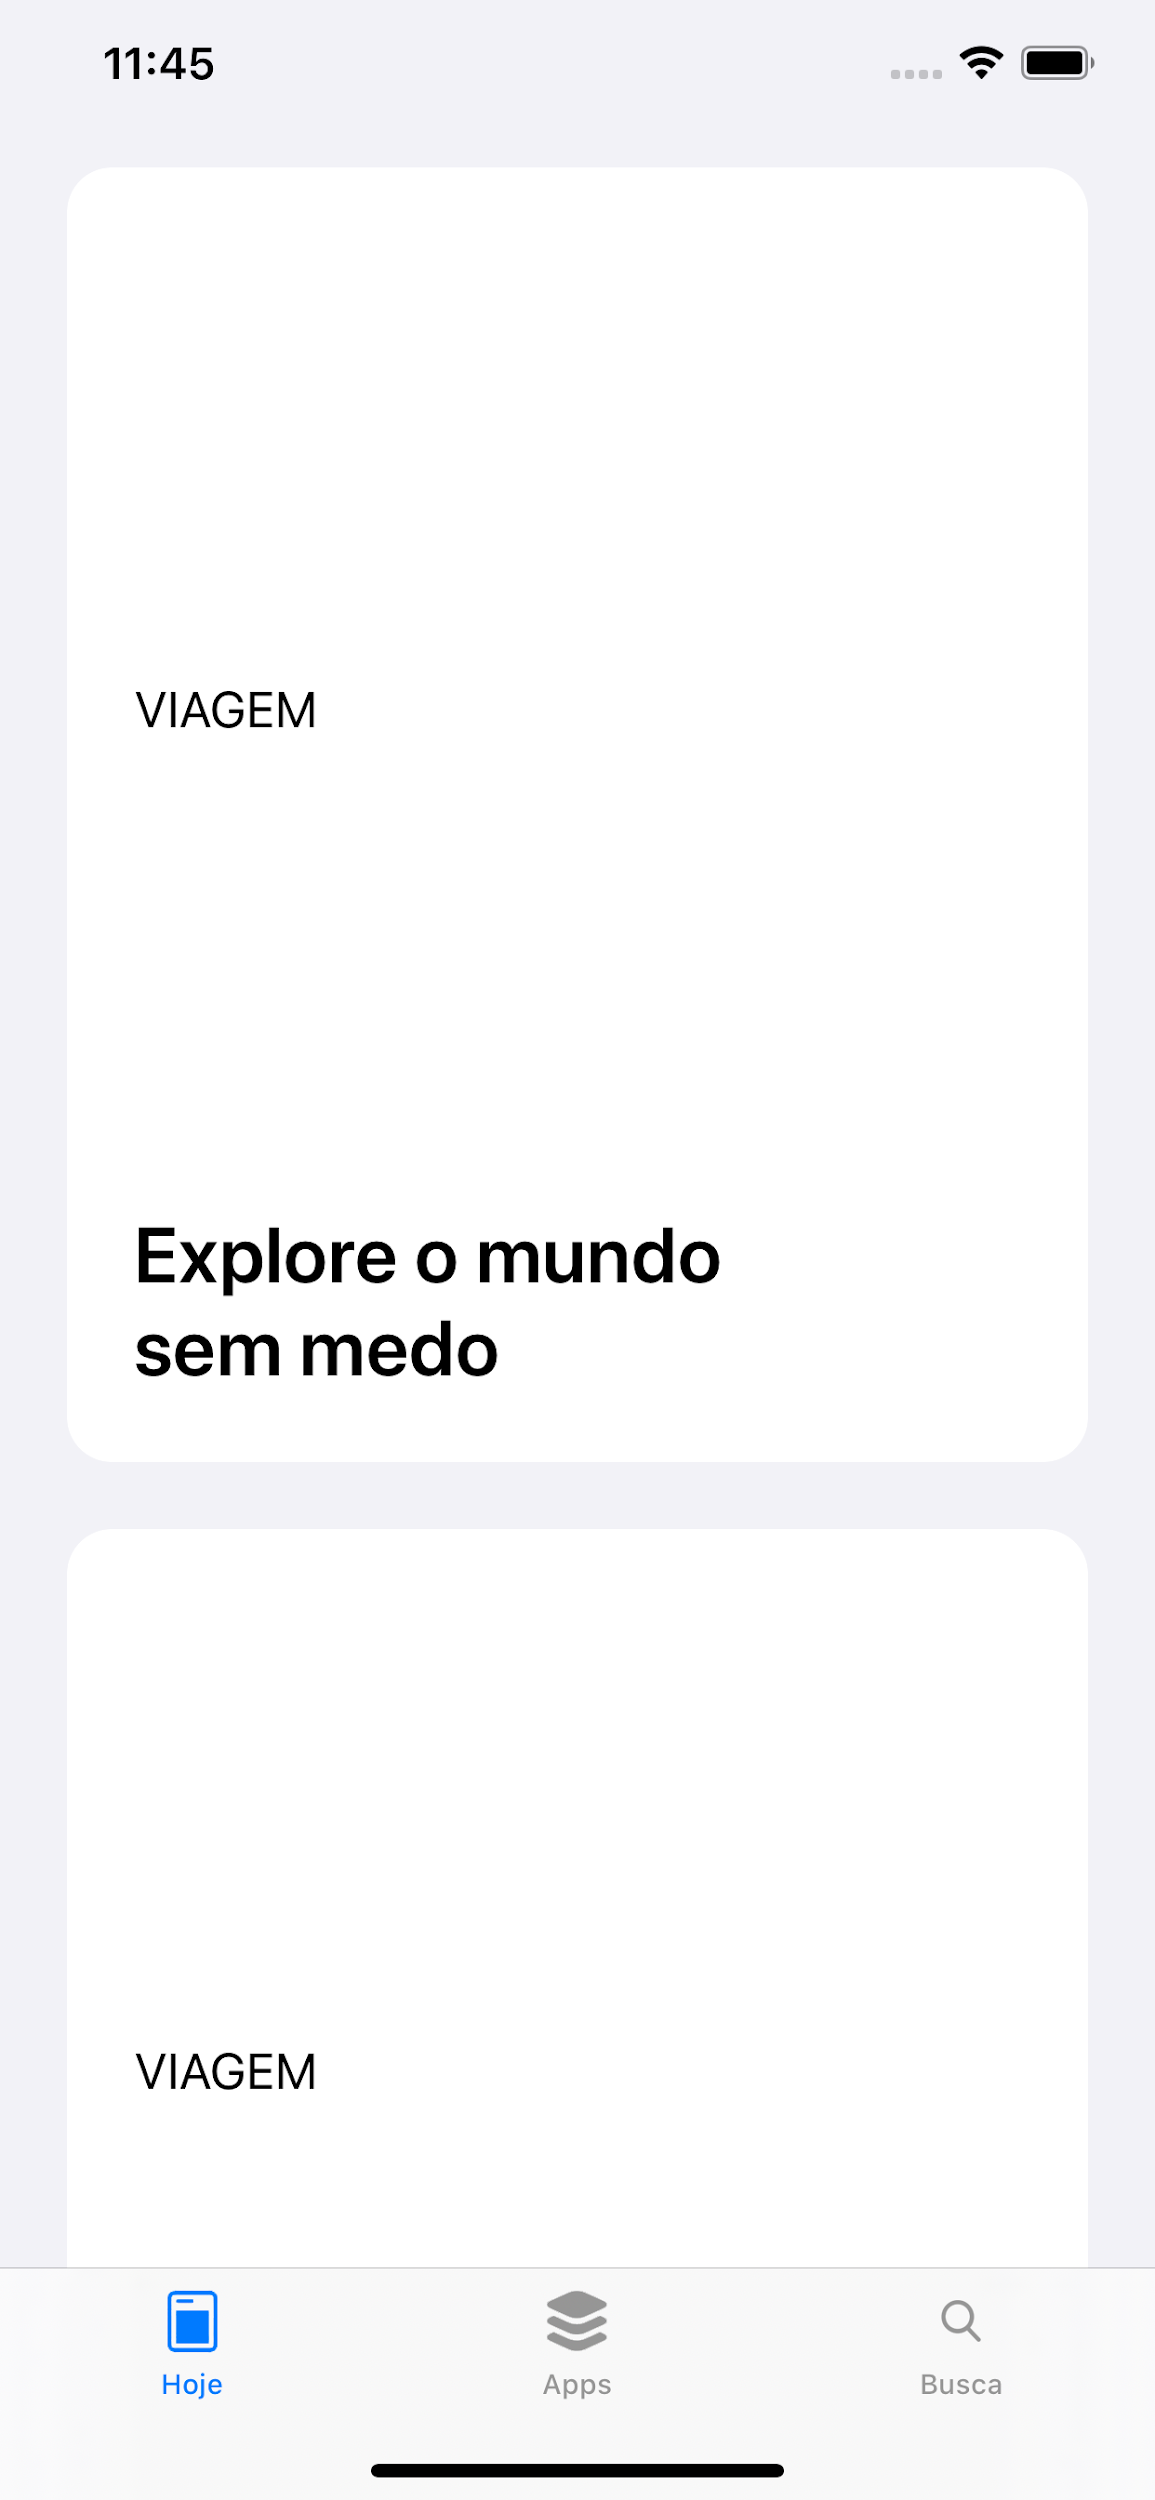 11:45
VIAGEM
Explore o mundo
sem medo
VIAGEM
Hoje
Apps
Busca